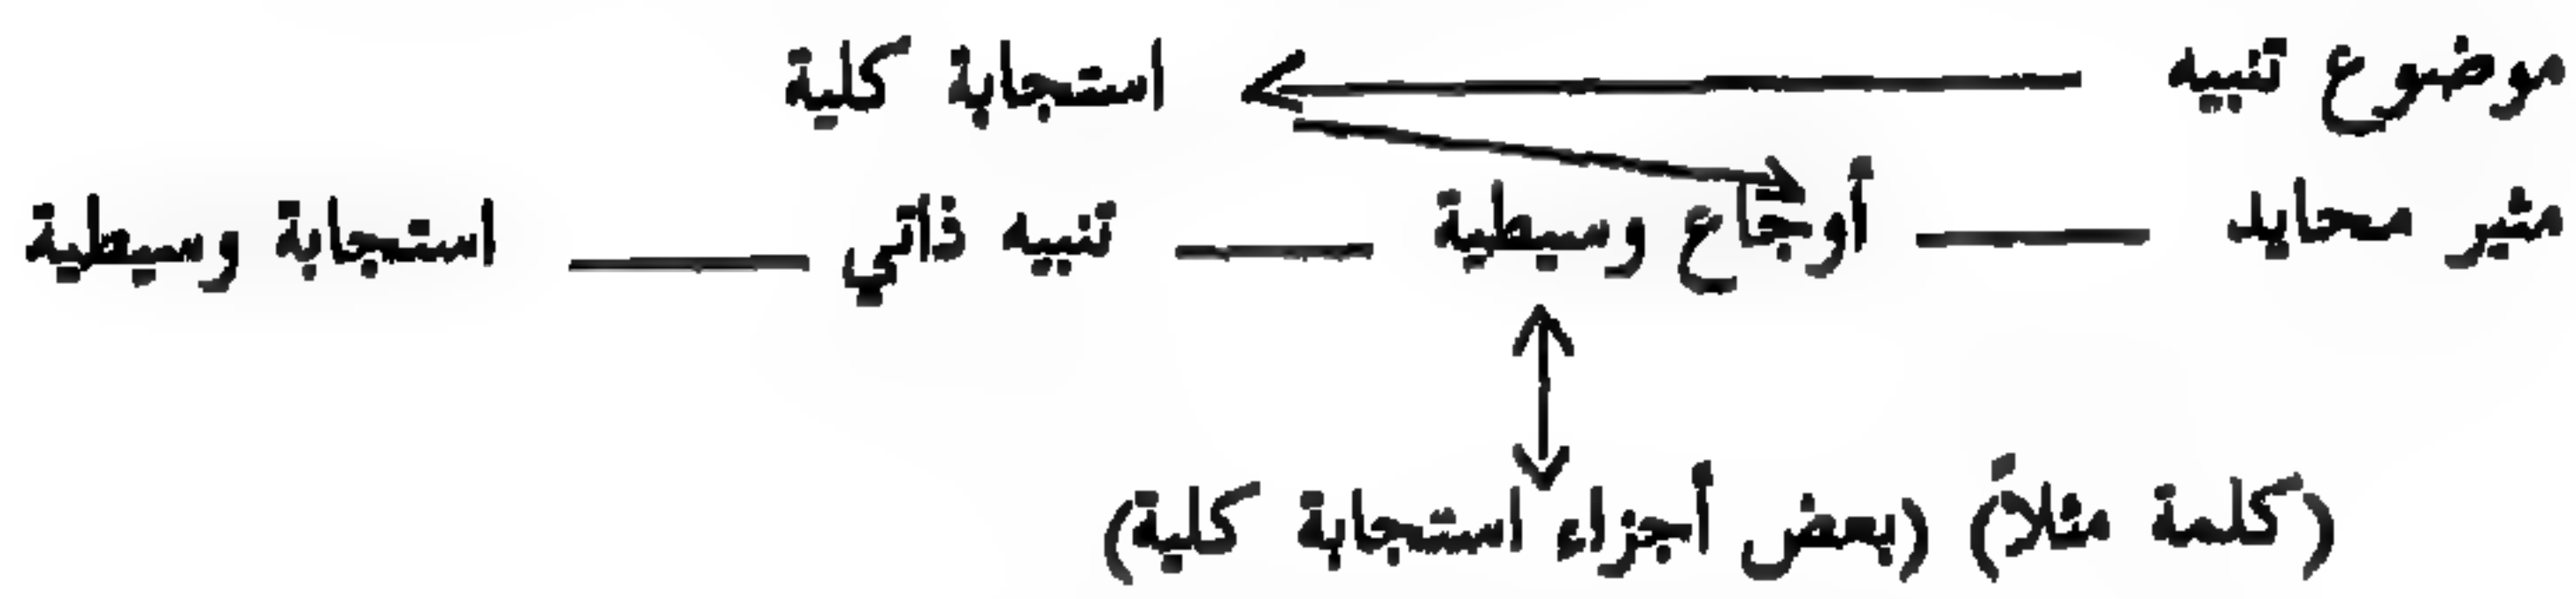 موضوع تنبيه استجابة كلية
مثير محايد أوجاع وسيطية تنبيه ذاتي استجابة وسيطية
(كلمة مثلاً) (بعض أجزاء استجابة كلية)